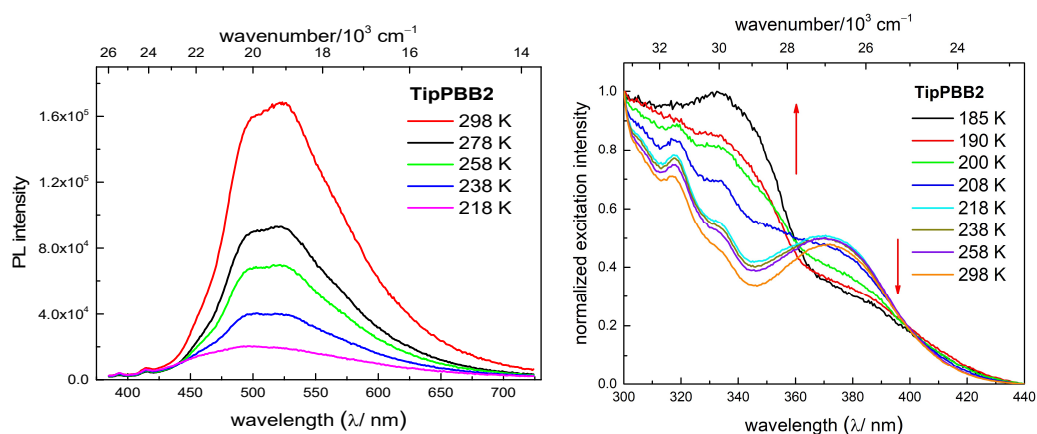 wavenumber/10³ cm⁻¹
26 24 22 20 18 16 14
TipPBB2
298 K
278 K
258 K
238 K
218 K
1.6x10⁵
1.2x10⁵
8.0x10⁴
4.0x10⁴
0.0
PL intensity
400 450 500 550 600 650 700
wavelength (λ/ nm)
wavenumber/10³ cm⁻¹
32 30 28 26 24
TipPBB2
185 K
190 K
200 K
208 K
218 K
238 K
258 K
298 K
1.0
0.8
0.6
0.4
0.2
0.0
normalized excitation intensity
300 320 340 360 380 400 420 440
wavelength (λ/ nm)